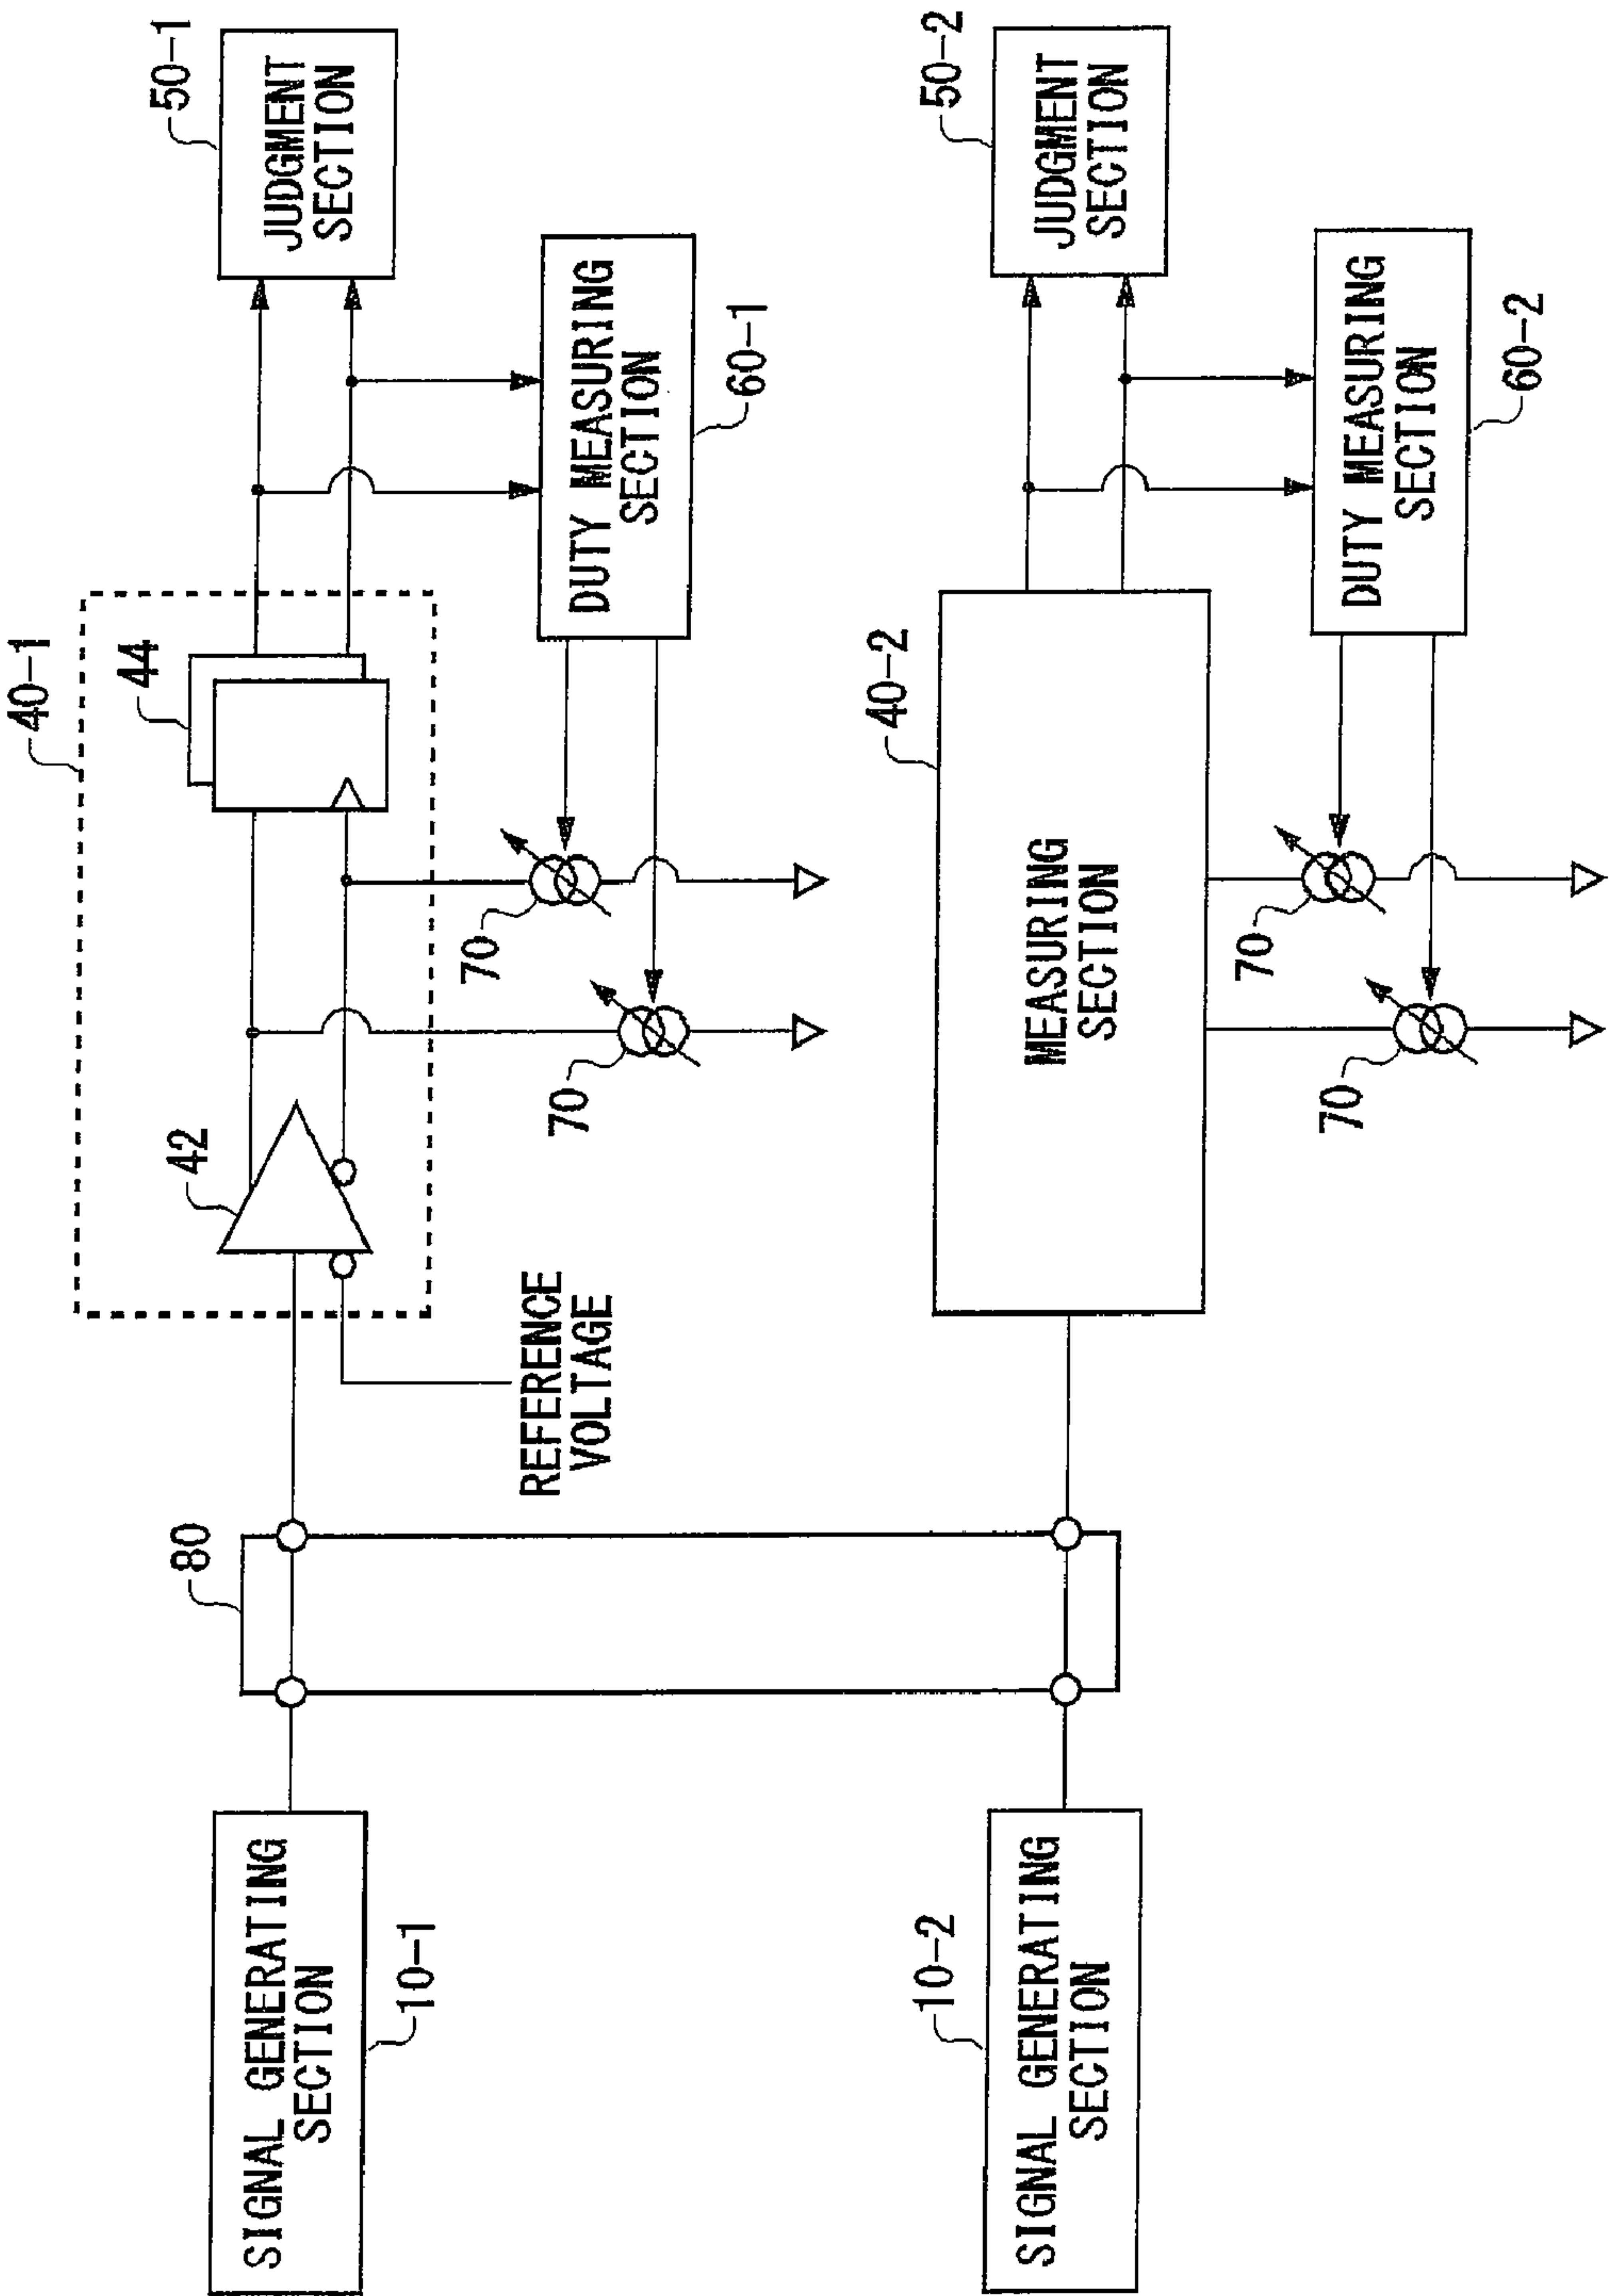 40-1
44
42
50-1
JUDGMENT
SECTION
80
SIGNAL GENERATING
SECTION
10-1
REFERENCE
VOLTAGE
70
70
DUTY MEASURING
SECTION
60-1
40-2
MEASURING
SECTION
50-2
JUDGMENT
SECTION
10-2
SIGNAL GENERATING
SECTION
70
70
DUTY MEASURING
SECTION
60-2